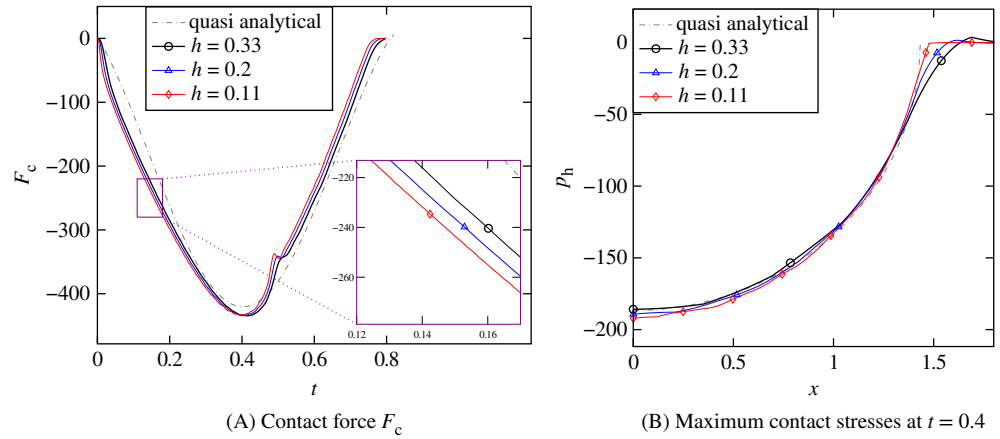 quasi analytical
h = 0.33
h = 0.2
h = 0.11
0
−100
−200
−300
−400
F_c
0
0.2
0.4
0.6
0.8
1
t
−220
−240
−260
0.12
0.14
0.16
(A) Contact force F_c
quasi analytical
h = 0.33
h = 0.2
h = 0.11
0
−50
−100
−150
−200
p_h
0
0.5
1
1.5
x
(B) Maximum contact stresses at t = 0.4